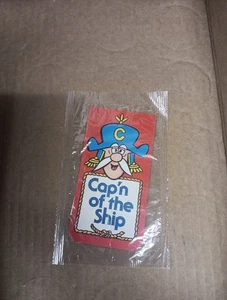 C
Cap'n
of the
Ship